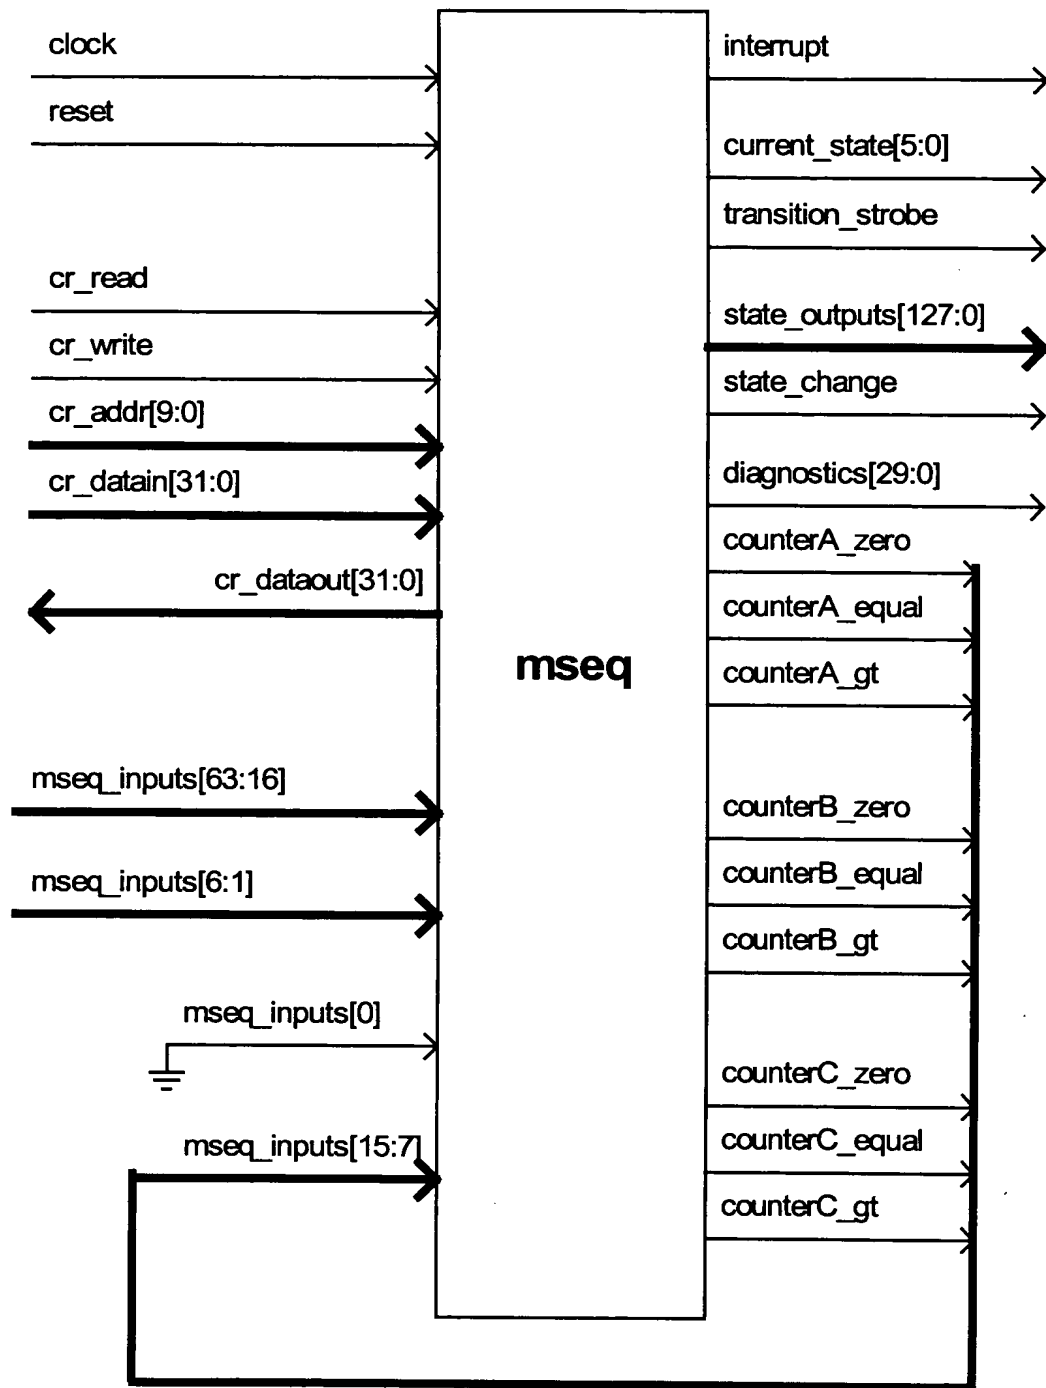 clock
reset
cr_read
cr_write
cr_addr[9:0]
cr_datain[31:0]
cr_dataout[31:0]
mseq_inputs[63:16]
mseq_inputs[6:1]
mseq_inputs[0]
mseq_inputs[15:7]
mseq
interrupt
current_state[5:0]
transition_strobe
state_outputs[127:0]
state_change
diagnostics[29:0]
counterA_zero
counterA_equal
counterA_gt
counterB_zero
counterB_equal
counterB_gt
counterC_zero
counterC_equal
counterC_gt